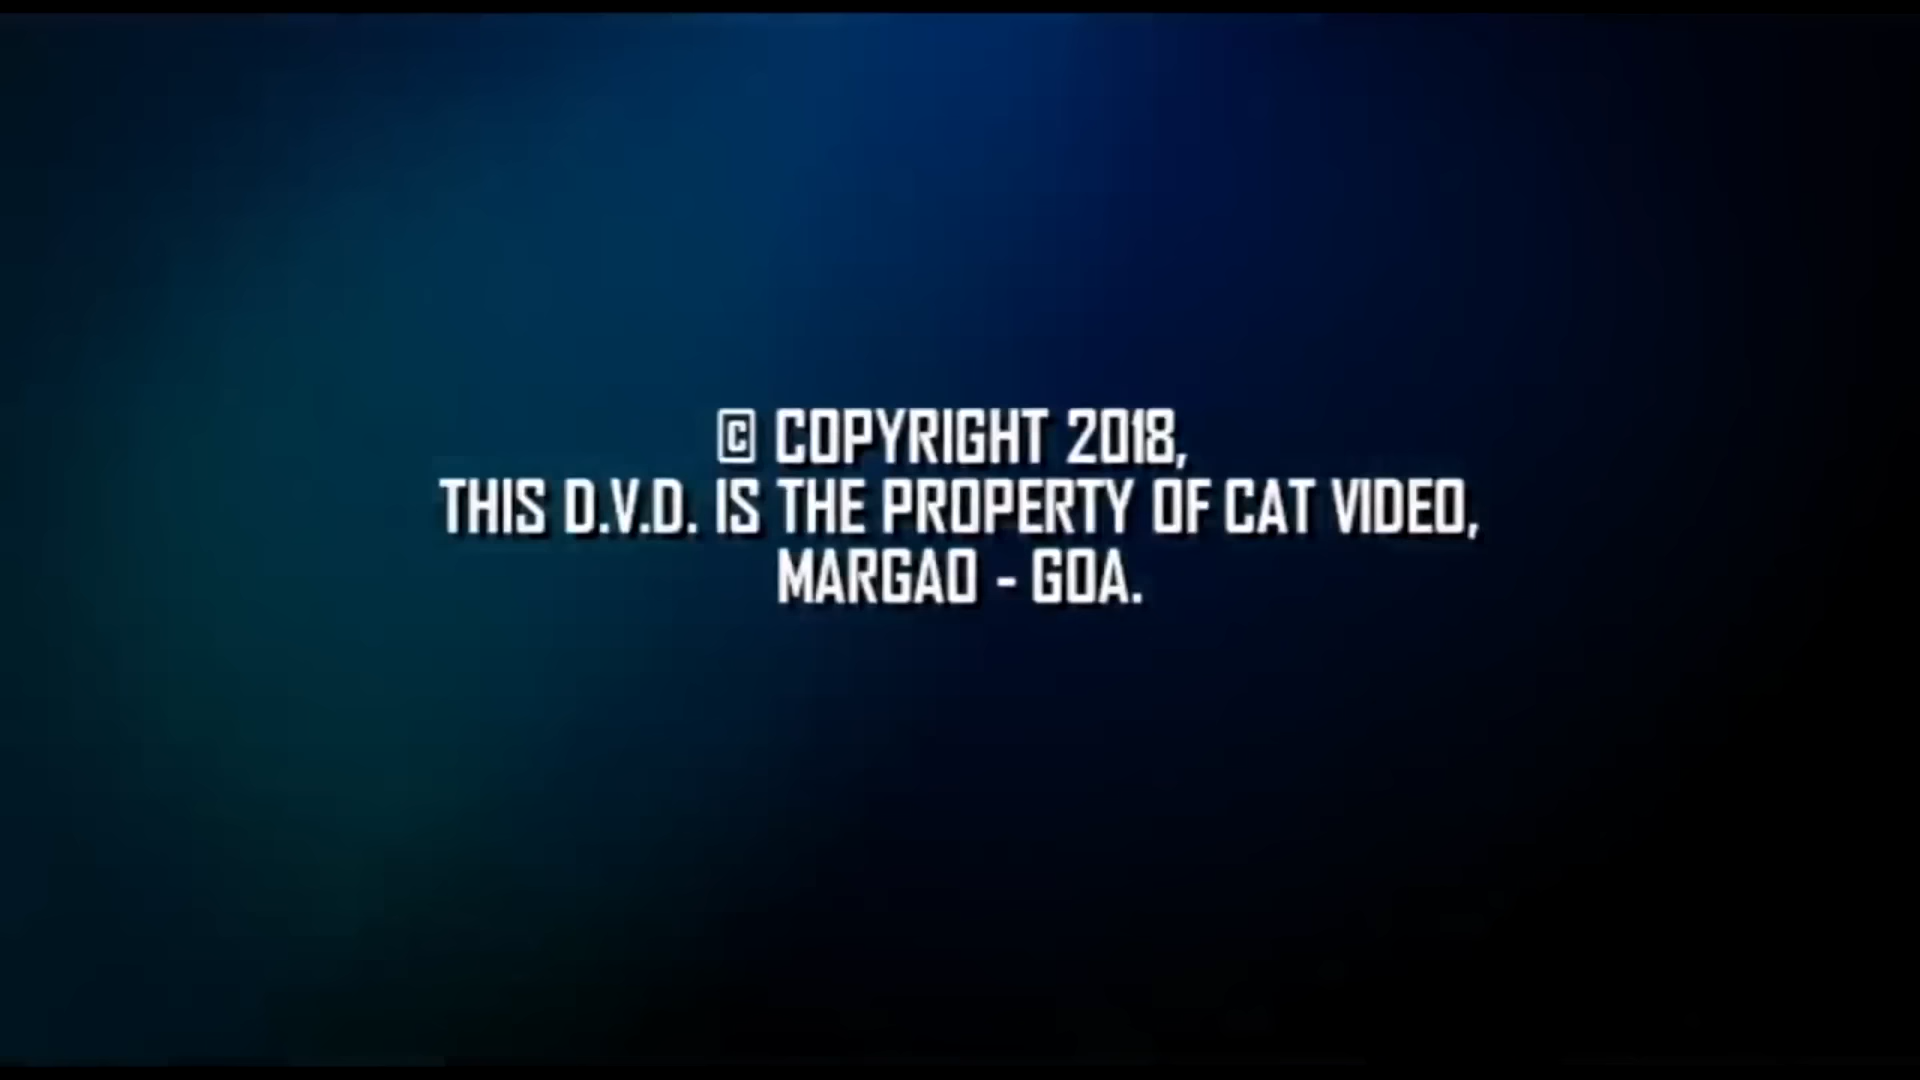 © COPYRIGHT 2018,
THIS D.V.D. IS THE PROPERTY OF CAT VIDEO,
MARGAO - GOA.